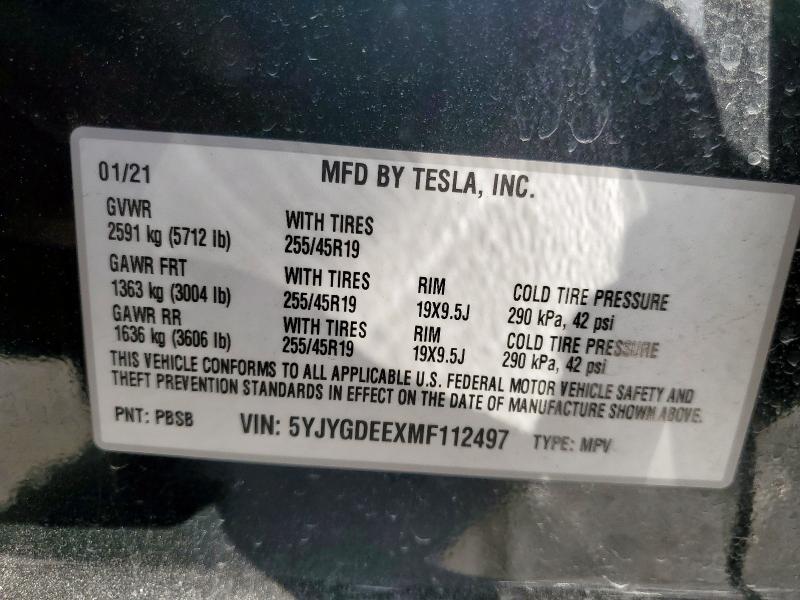 01/21 MFD BY TESLA, INC.
GVWR WITH TIRES
2591 kg (5712 lb) 255/45R19
GAWR FRT WITH TIRES RIM COLD TIRE PRESSURE
1363 kg (3004 lb) 255/45R19 19X9.5J 290 kPa, 42 psi
GAWR RR WITH TIRES RIM COLD TIRE PRESSURE
1636 kg (3606 lb) 255/45R19 19X9.5J 290 kPa, 42 psi
THIS VEHICLE CONFORMS TO ALL APPLICABLE U.S. FEDERAL MOTOR VEHICLE SAFETY AND
THEFT PREVENTION STANDARDS IN EFFECT ON THE DATE OF MANUFACTURE SHOWN ABOVE.
PNT: PBSB VIN: 5YJYGDEEXMF112497 TYPE: MPV